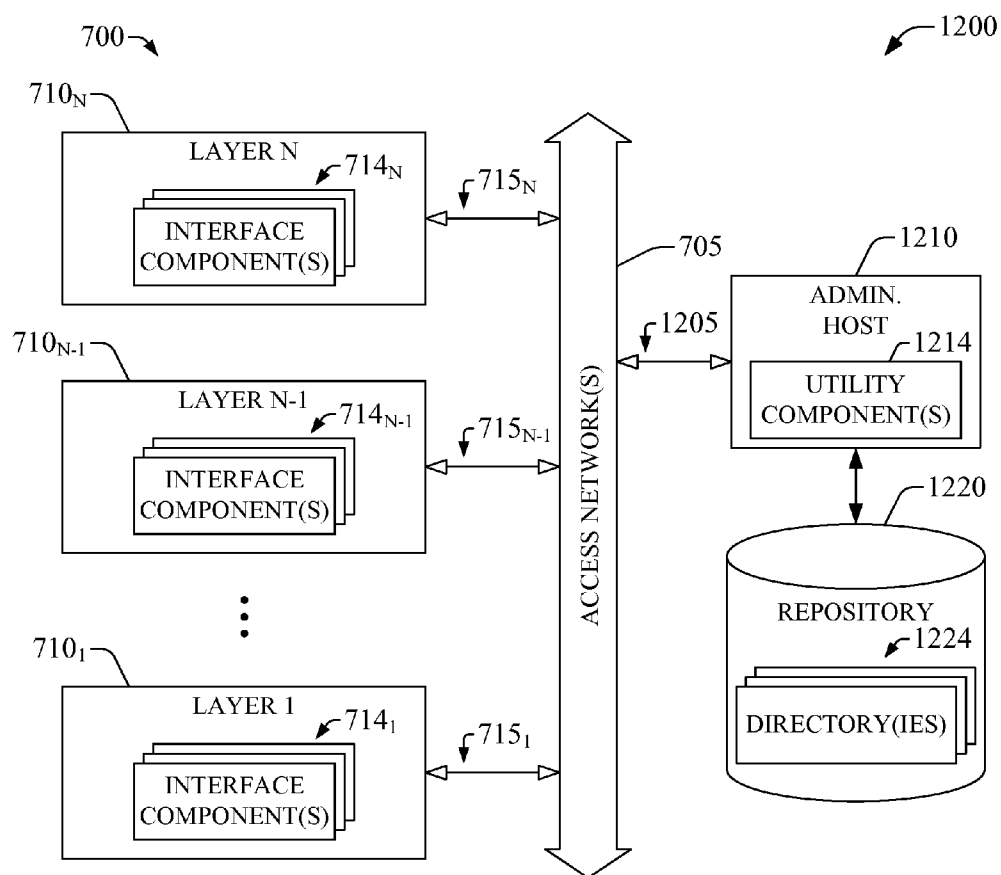 700
1200
710N
LAYER N
714N
INTERFACE
COMPONENT(S)
715N
710N-1
LAYER N-1
714N-1
INTERFACE
COMPONENT(S)
715N-1
7101
LAYER 1
7141
INTERFACE
COMPONENT(S)
7151
ACCESS NETWORK(S)
705
1205
1210
ADMIN.
HOST
1214
UTILITY
COMPONENT(S)
1220
REPOSITORY
1224
DIRECTORY(IES)